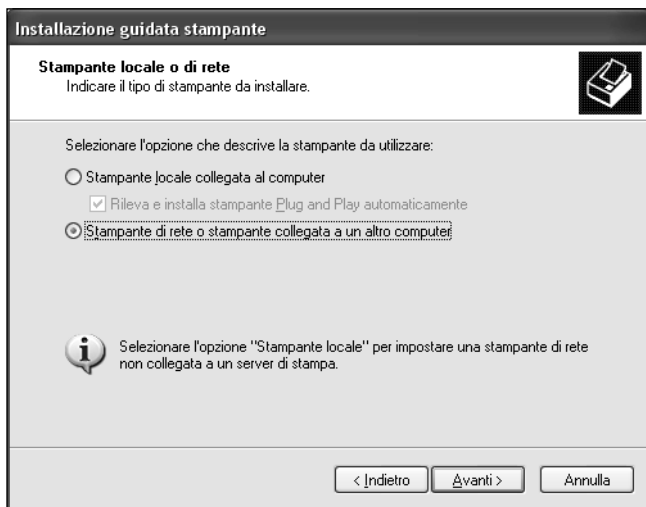 Installazione guidata stampante
Stampante locale o di rete
Indicare il tipo di stampante da installare.
Selezionare l'opzione che descrive la stampante da utilizzare:
Stampante locale collegata al computer
Rileva e installa stampante Plug and Play automaticamente
Stampante di rete o stampante collegata a un altro computer
Selezionare l'opzione "Stampante locale" per impostare una stampante di rete
non collegata a un server di stampa.
< Indietro Avanti > Annulla